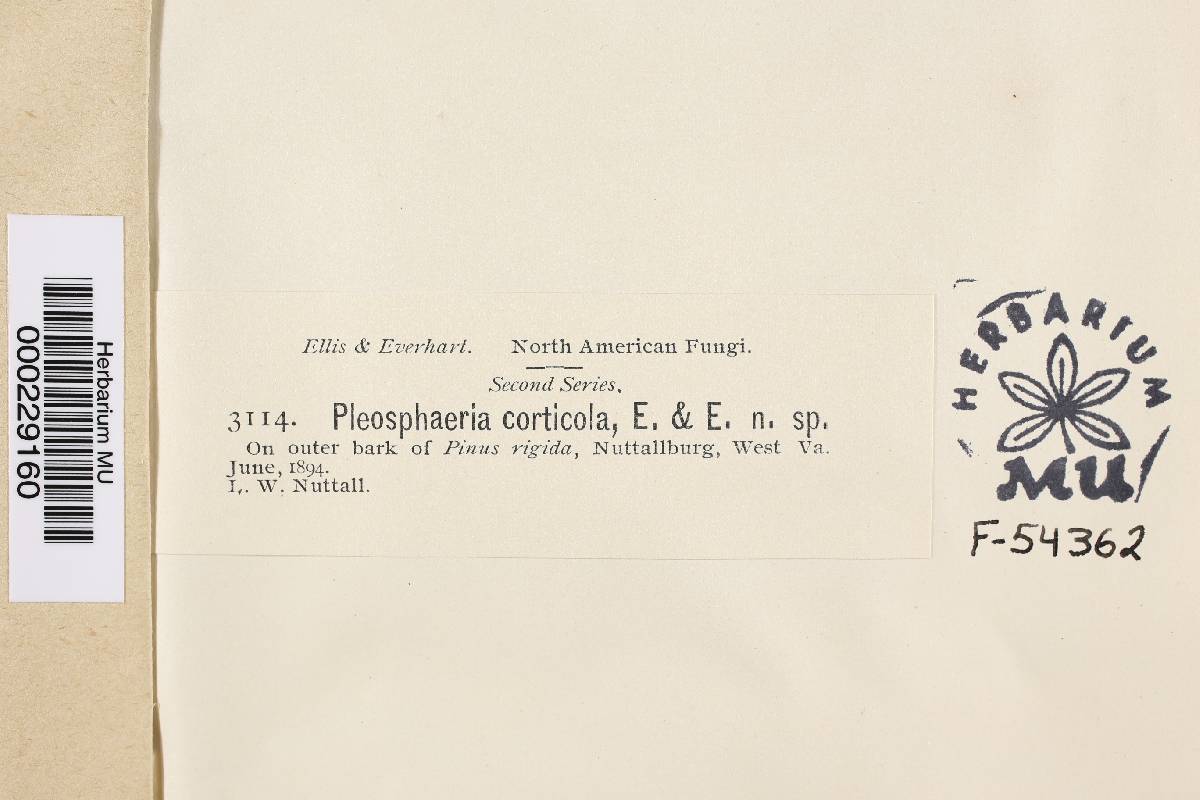 Ellis & Everhart. North American Fungi.
Second Series.
3114. Pleosphaeria corticola, E. & E. n. sp.
On outer bark of Pinus rigida, Nuttallburg, West Va.
June, 1894.
L. W. Nuttall.
HERBARIUM
MU
F-54362
Herbarium MU
000229160